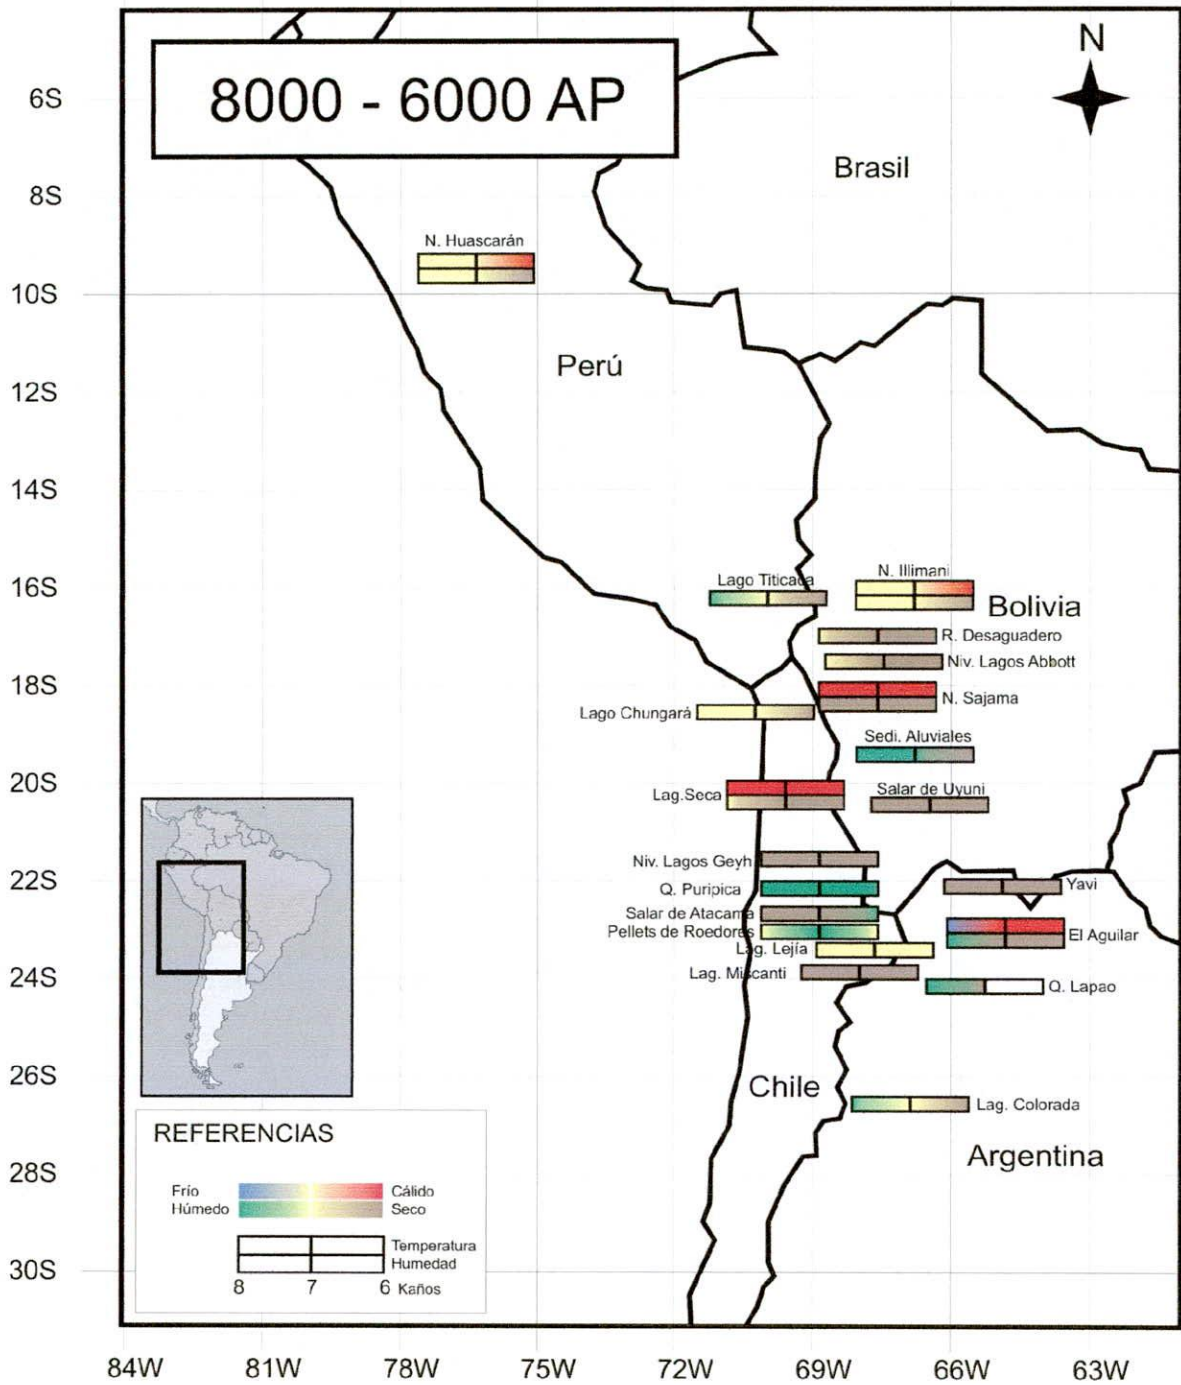 8000 - 6000 AP
N
6S
8S
10S
12S
14S
16S
18S
20S
22S
24S
26S
28S
30S
Brasil
N. Huascarán
Perú
Lago Titicaca
N. Illimani
Bolivia
R. Desaguadero
Niv. Lagos Abbott
N. Sajama
Lago Chungará
Sedi. Aluviales
Lag.Seca
Salar de Uyuni
Niv. Lagos Geyh
Q. Puripica
Yavi
Salar de Atacama
Pellets de Roedores
El Aguilar
Lag. Lejía
Lag. Miscanti
Q. Lapao
Chile
Lag. Colorada
Argentina
REFERENCIAS
Frío Cálido
Húmedo Seco
Temperatura
Humedad
8 7 6 Kaños
84W 81W 78W 75W 72W 69W 66W 63W